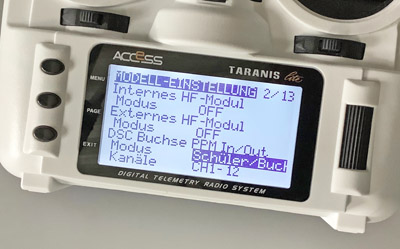 ACCESS
TARANIS Lite
MENU
PAGE
EXIT
MODELL-EINSTELLUNG 2/13
Internes HF-Modul
Modus OFF
Externes HF-Modul
Modus OFF
DSC Buchse PPM In/Out
Modus Schüler/Buch
Kanäle CH1-12
DIGITAL TELEMETRY RADIO SYSTEM